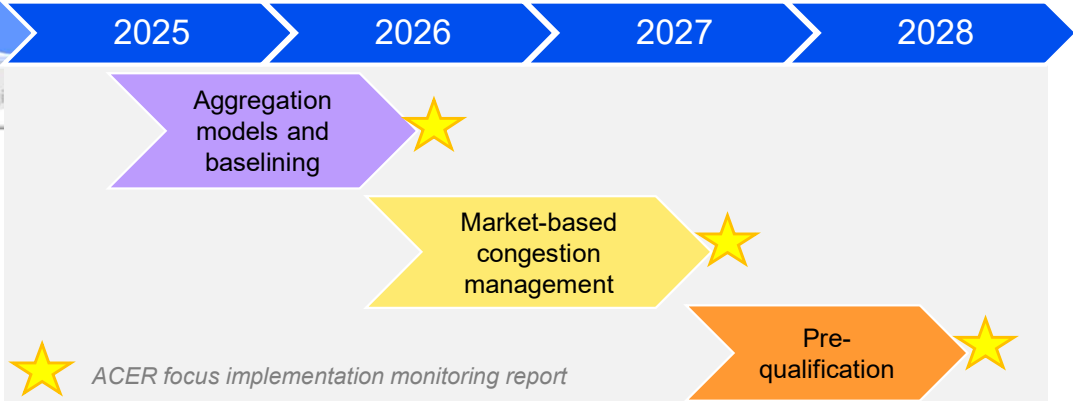 2025 2026 2027 2028
Aggregation
models and
baselining
Market-based
congestion
management
Pre-
qualification
ACER focus implementation monitoring report